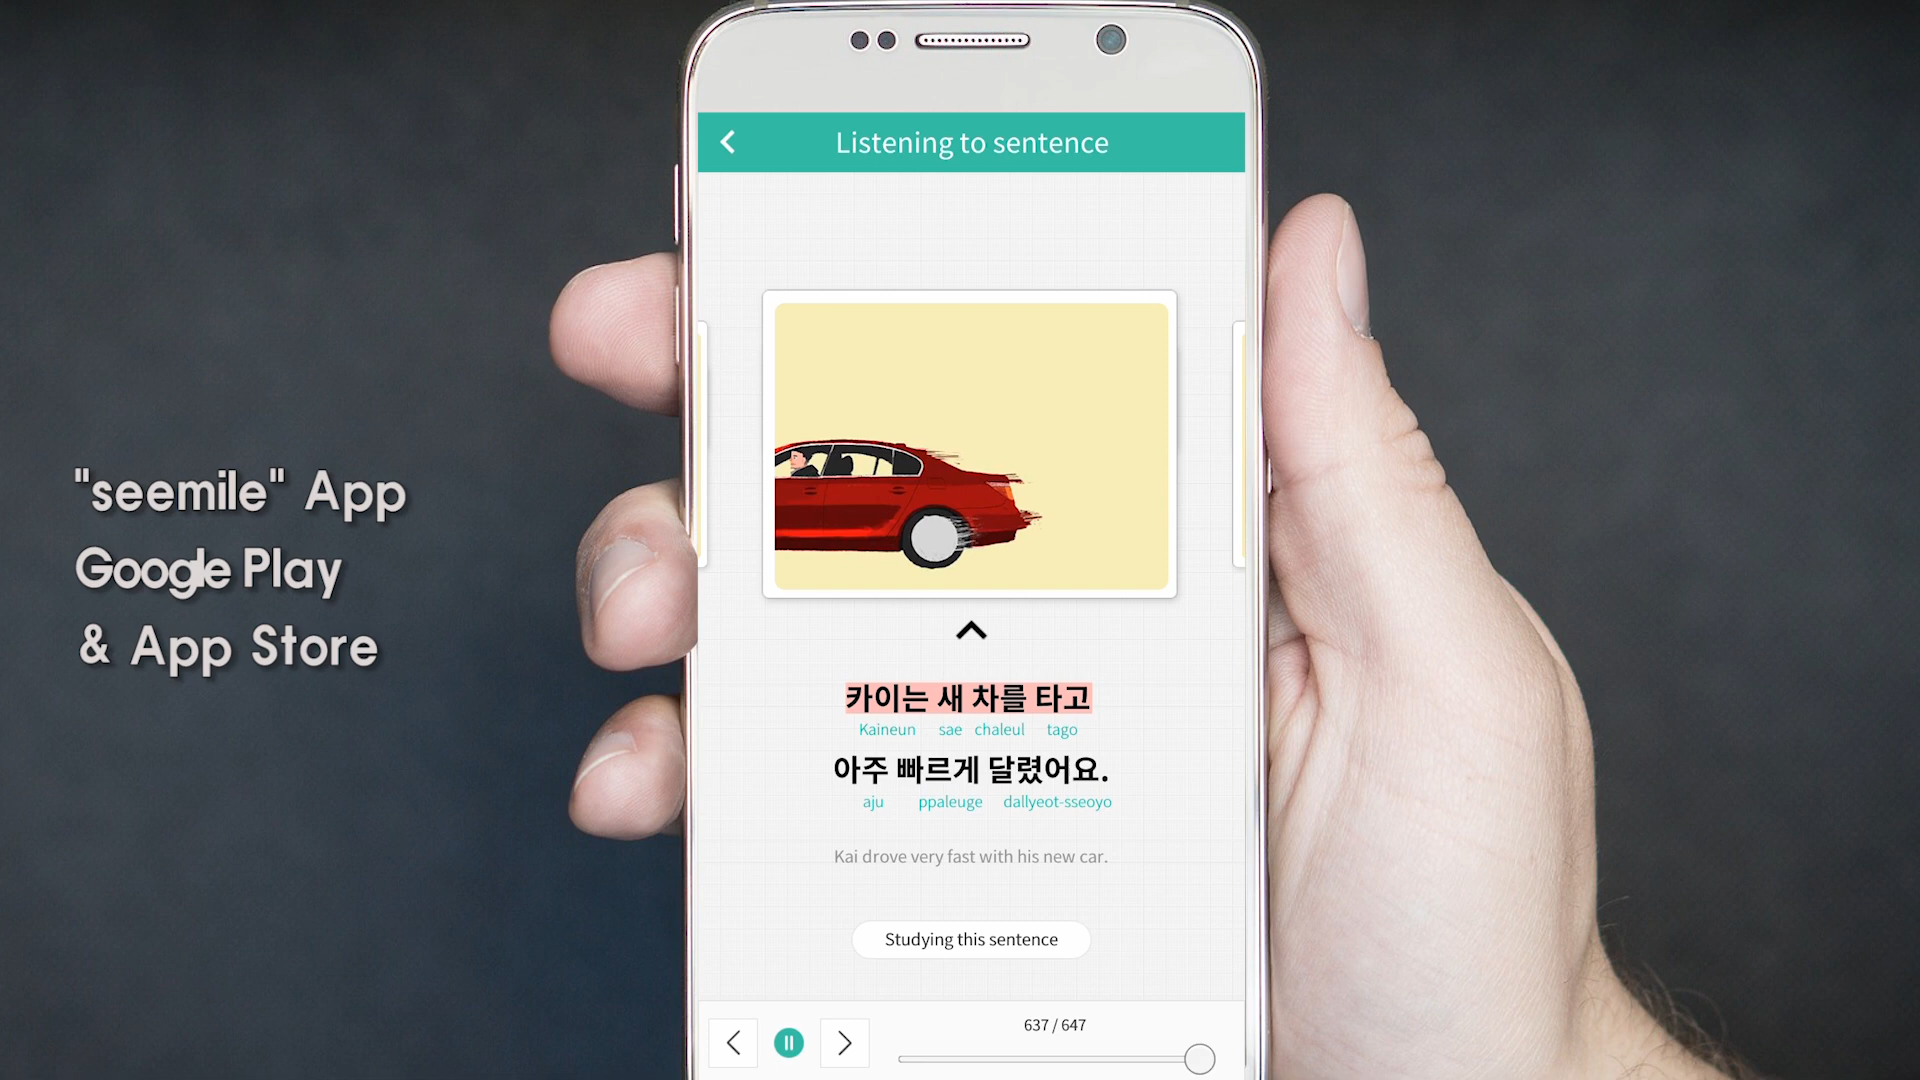 "seemile" App
Google Play
& App Store
Listening to sentence
카이는 새 차를 타고
Kaineun sae chaleul tago
아주 빠르게 달렸어요.
aju ppaleuge dallyeot-sseoyo
Kai drove very fast with his new car.
Studying this sentence
637 / 647